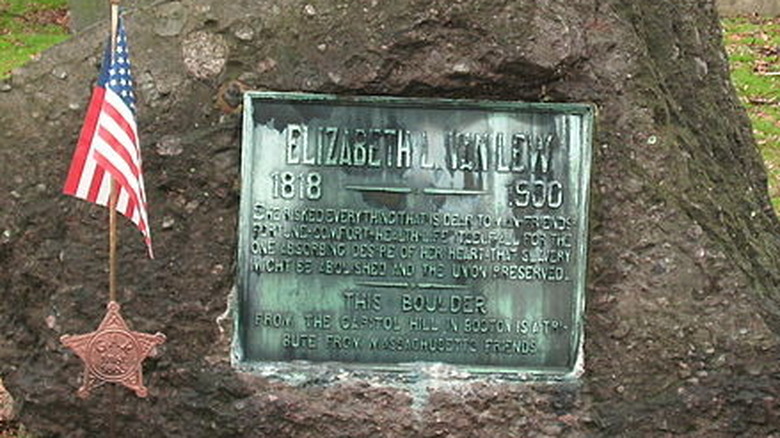 ELIZABETH L. VAN LEW
1818 1900
SHE RISKED EVERYTHING THAT IS DEAR TO MAN-FRIENDS-
FORTUNE-COMFORT-HEALTH-LIFE ITSELF-ALL FOR THE
ONE ABSORBING DESIRE OF HER HEART-THAT SLAVERY
MIGHT BE ABOLISHED AND THE UNION PRESERVED.
THIS BOULDER
FROM THE CAPITOL HILL IN BOSTON IS A TRI-
BUTE FROM MASSACHUSETTS FRIENDS